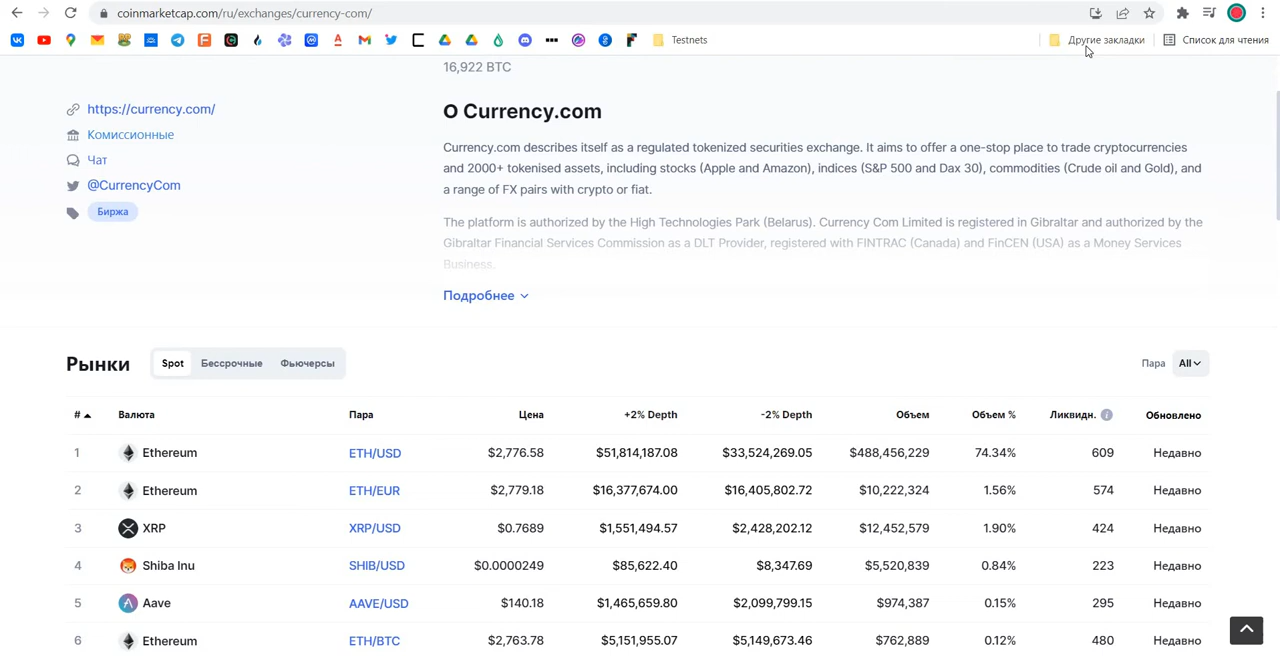 coinmarketcap.com/ru/exchanges/currency-com/
Testnets
Другие закладки
Список для чтения
16,922 BTC
https://currency.com/
Комиссионные
Чат
@CurrencyCom
Биржа
О Currency.com
Currency.com describes itself as a regulated tokenized securities exchange. It aims to offer a one-stop place to trade cryptocurrencies
and 2000+ tokenised assets, including stocks (Apple and Amazon), indices (S&P 500 and Dax 30), commodities (Crude oil and Gold), and
a range of FX pairs with crypto or fiat.
The platform is authorized by the High Technologies Park (Belarus). Currency Com Limited is registered in Gibraltar and authorized by the
Gibraltar Financial Services Commission as a DLT Provider, registered with FINTRAC (Canada) and FinCEN (USA) as a Money Services
Business.
Подробнее
Рынки Spot Бессрочные Фьючерсы Пара All
# Валюта Пара Цена +2% Depth -2% Depth Объем Объем % Ликвидн. Обновлено
1 Ethereum ETH/USD $2,776.58 $51,814,187.08 $33,524,269.05 $488,456,229 74.34% 609 Недавно
2 Ethereum ETH/EUR $2,779.18 $16,377,674.00 $16,405,802.72 $10,222,324 1.56% 574 Недавно
3 XRP XRP/USD $0.7689 $1,551,494.57 $2,428,202.12 $12,452,579 1.90% 424 Недавно
4 Shiba Inu SHIB/USD $0.0000249 $85,622.40 $8,347.69 $5,520,839 0.84% 223 Недавно
5 Aave AAVE/USD $140.18 $1,465,659.80 $2,099,799.15 $974,387 0.15% 295 Недавно
6 Ethereum ETH/BTC $2,763.78 $5,151,955.07 $5,149,673.46 $762,889 0.12% 480 Недавно